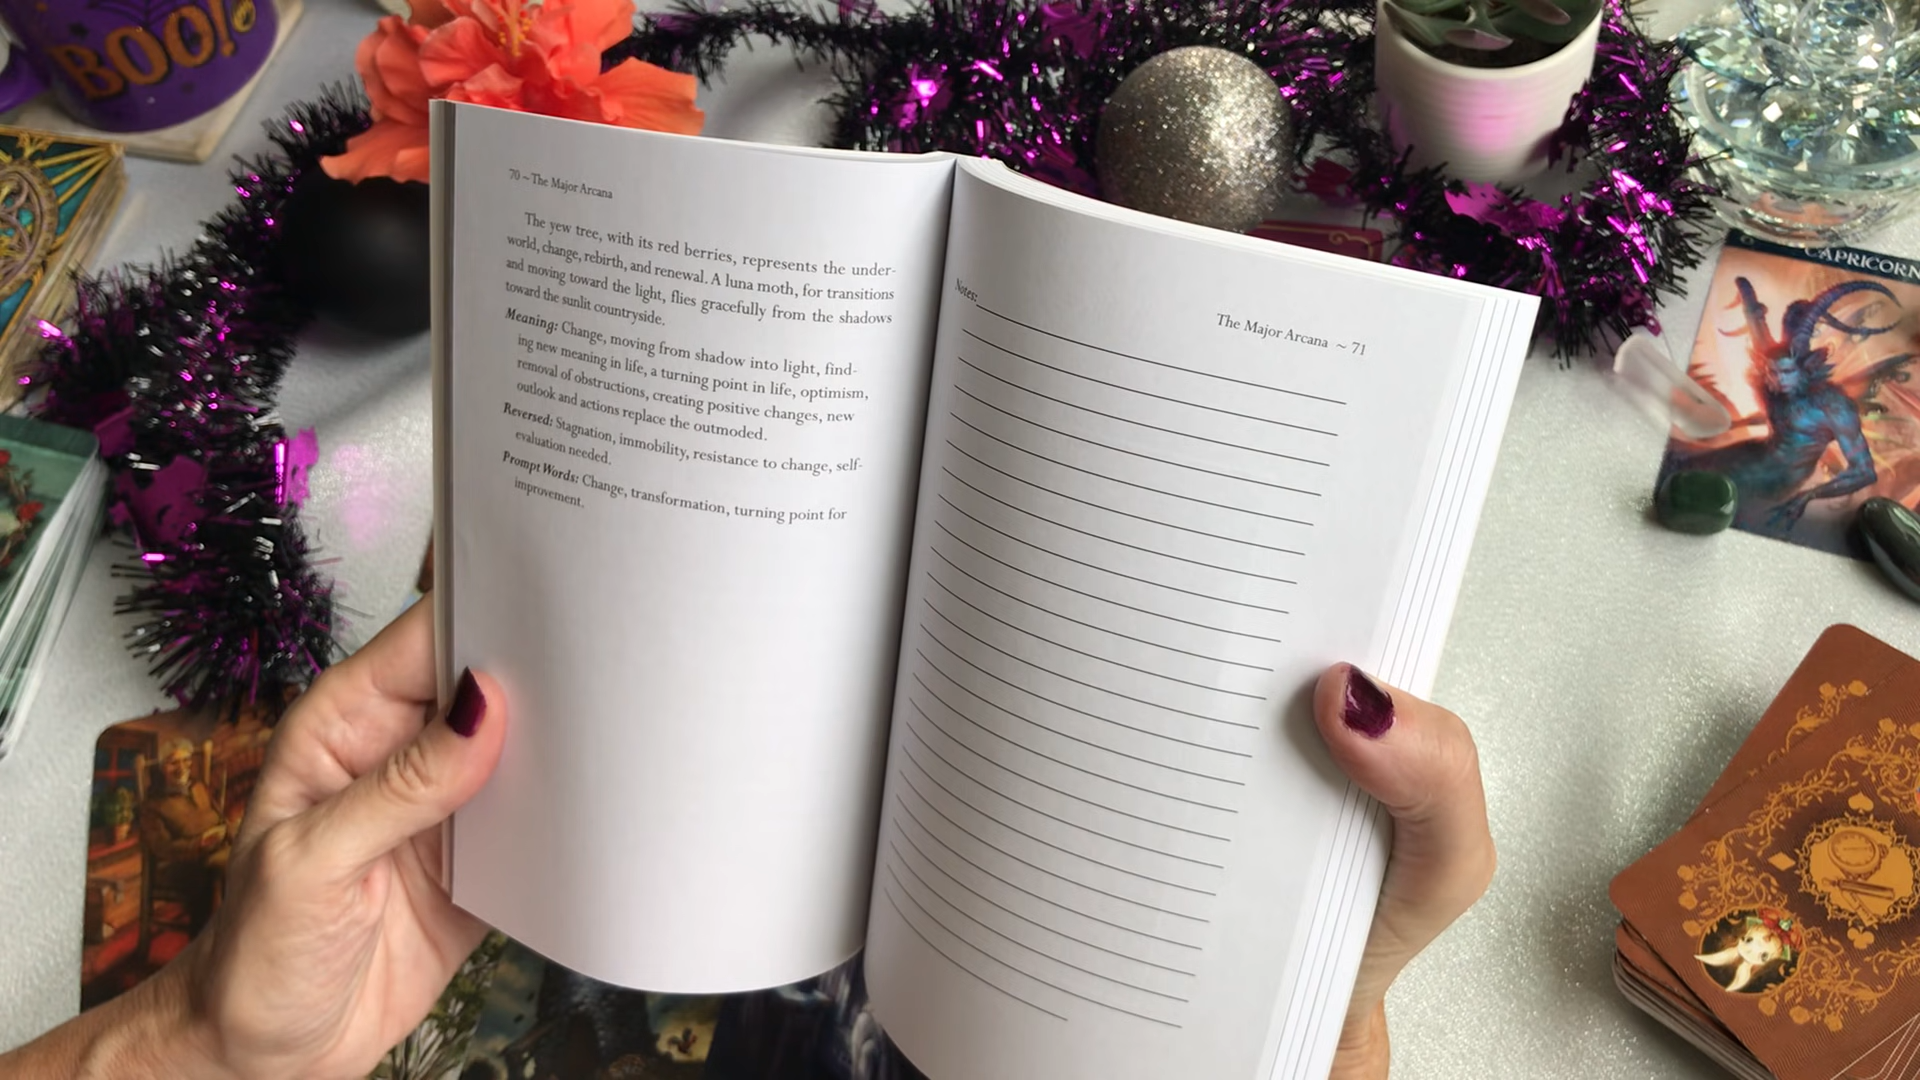 BOO!
CAPRICORN
70 ~ The Major Arcana
The yew tree, with its red berries, represents the under-
world, change, rebirth, and renewal. A luna moth, for transitions
and moving toward the light, flies gracefully from the shadows
toward the sunlit countryside.
Meaning: Change, moving from shadow into light, find-
ing new meaning in life, a turning point in life, optimism,
removal of obstructions, creating positive changes, new
outlook and actions replace the outmoded.
Reversed: Stagnation, immobility, resistance to change, self-
evaluation needed.
Prompt Words: Change, transformation, turning point for
improvement.
The Major Arcana ~ 71
Notes: